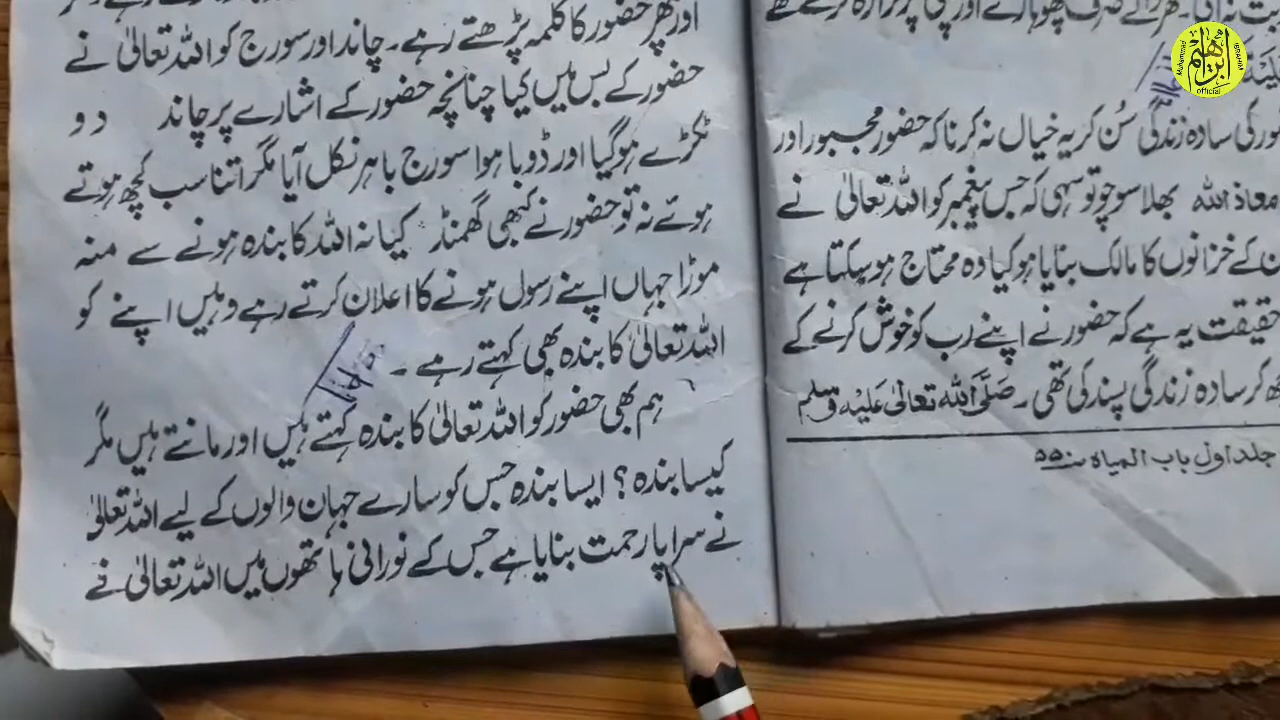 ور کی سادہ زندگی سُن کر یہ خیال نہ کرنا کہ حضور مجبور اور
معاذ اللہ بھلا سوچو تو سہی کہ جس پیغمبر کو اللہ تعالیٰ نے
ن کے خزانوں کا مالک بنایا ہو کیا وہ محتاج ہو سکتا ہے
حقیقت یہ ہے کہ حضور نے اپنے رب کو خوش کرنے کے
کر سادہ زندگی پسند کی تھی ۔ صَلَّی اللہ تعالیٰ عَلَیْہ وَسلم
جلد اول باب المیاہ
اور پھر حضور کا کلمہ پڑھتے رہے ۔ چاند اور سورج کو اللہ تعالیٰ نے
حضور کے بس میں کیا چنانچہ حضور کے اشارے پر چاند دو
ٹکڑے ہو گیا اور ڈوبا ہوا سورج باہر نکل آیا مگر اتنا سب کچھ ہوتے
ہوئے نہ تو حضور نے کبھی گھمنڈ کیا نہ اللہ کا بندہ ہونے سے منہ
موڑا جہاں اپنے رسول ہونے کا اعلان کرتے رہے وہیں اپنے کو
اللہ تعالیٰ کا بندہ بھی کہتے رہے ۔
ہم بھی حضور کو اللہ تعالیٰ کا بندہ کہتے ہیں اور مانتے ہیں مگر
کیسا بندہ ؟ ایسا بندہ جس کو سارے جہان والوں کے لیے اللہ تعالیٰ
نے سراپا رحمت بنایا ہے جس کے نورانی ہاتھوں میں اللہ تعالیٰ نے
ابراھیم
Muhammad
IBRAHIM
official